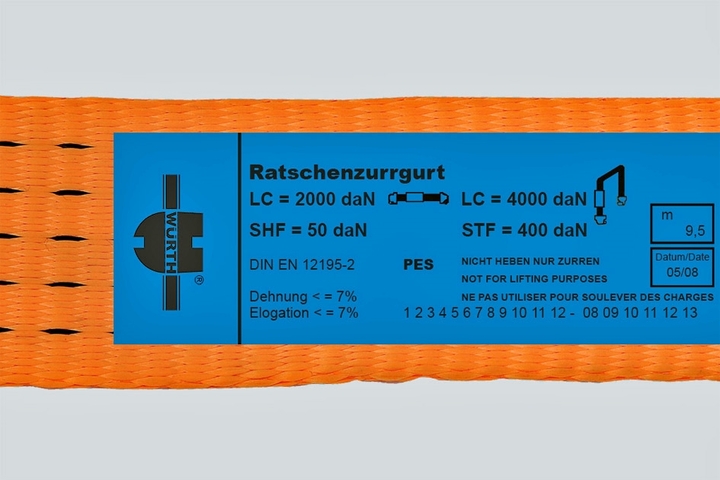 WÜRTH
®
Ratschenzurrgurt
LC = 2000 daN LC = 4000 daN
SHF = 50 daN STF = 400 daN
m
9,5
DIN EN 12195-2 PES
NICHT HEBEN NUR ZURREN
NOT FOR LIFTING PURPOSES
NE PAS UTILISER POUR SOULEVER DES CHARGES
Datum/Date
05/08
Dehnung < = 7%
Elogation < = 7%
1 2 3 4 5 6 7 8 9 10 11 12 - 08 09 10 11 12 13